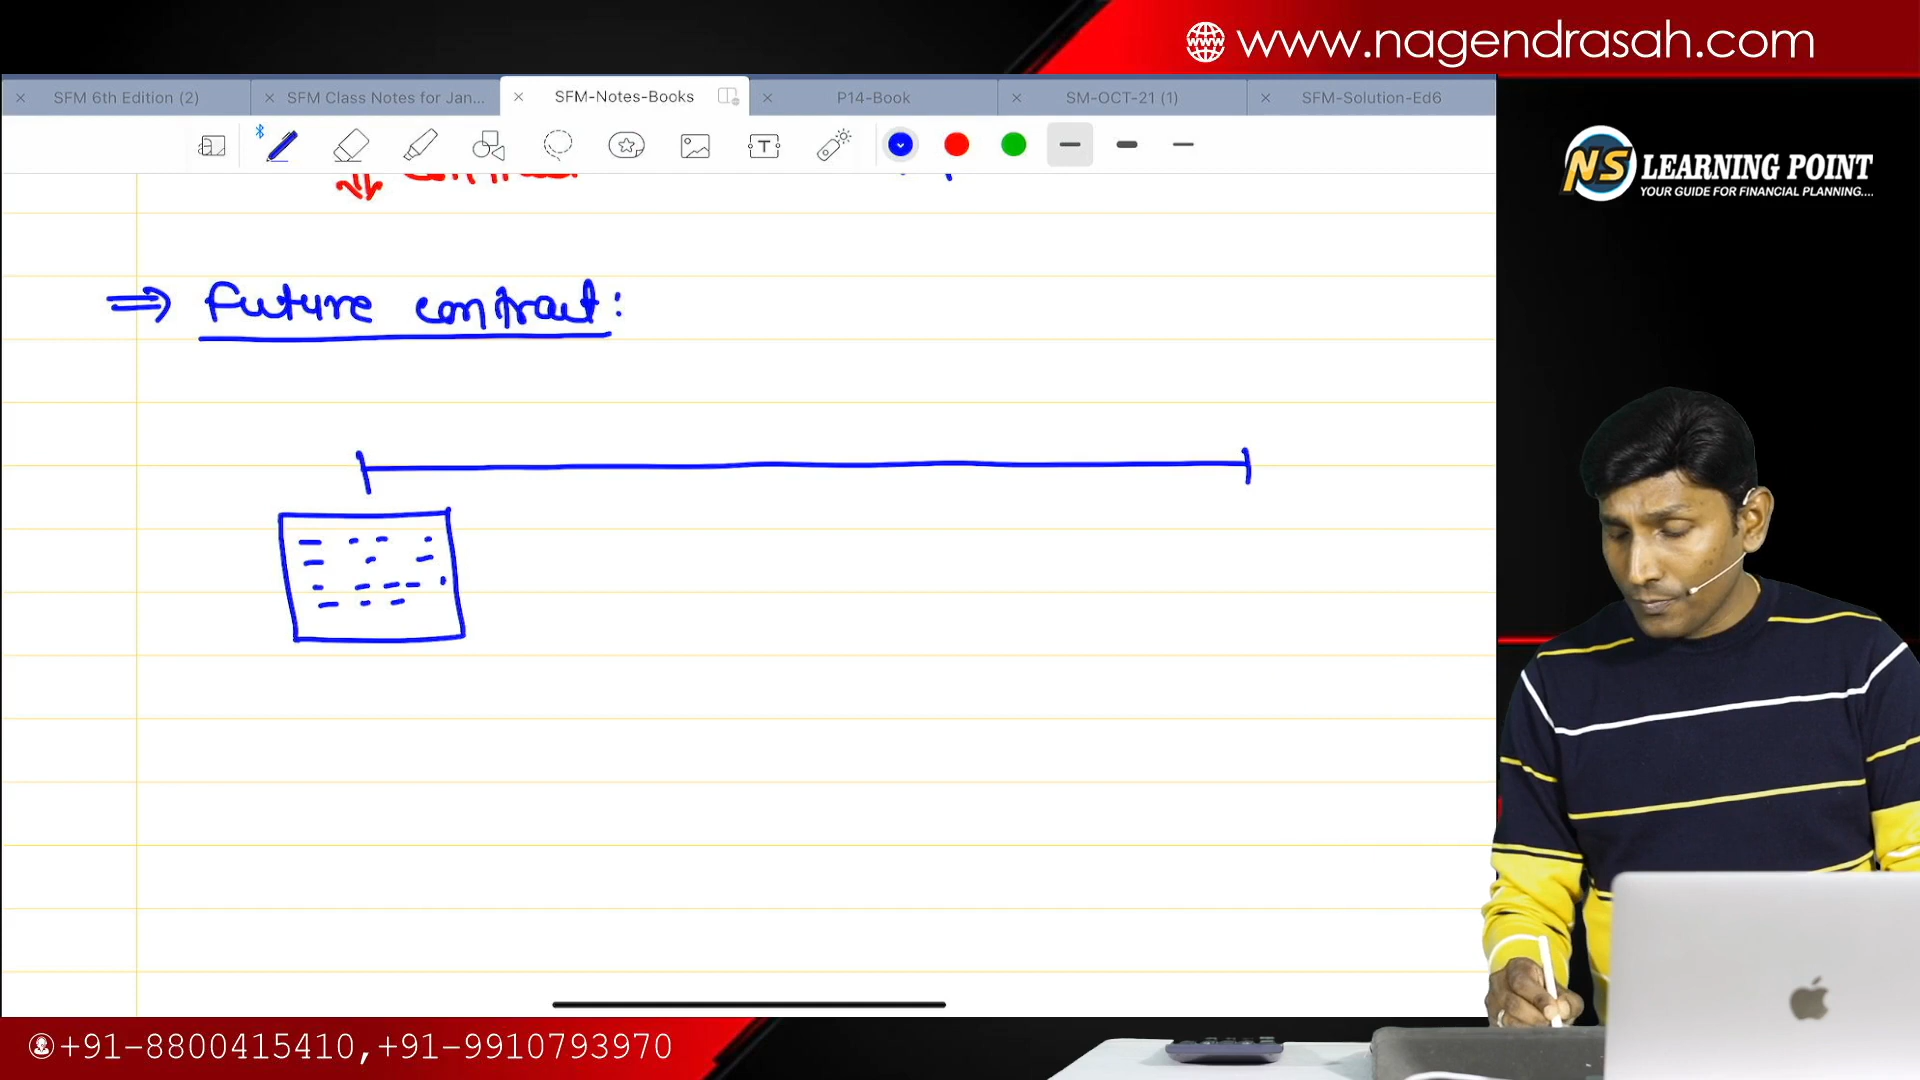 www.nagendrasah.com
SFM 6th Edition (2)
SFM Class Notes for Jan...
SFM-Notes-Books
P14-Book
SM-OCT-21 (1)
SFM-Solution-Ed6
NS LEARNING POINT
YOUR GUIDE FOR FINANCIAL PLANNING....
⇒ Future contract:
+91-8800415410,+91-9910793970